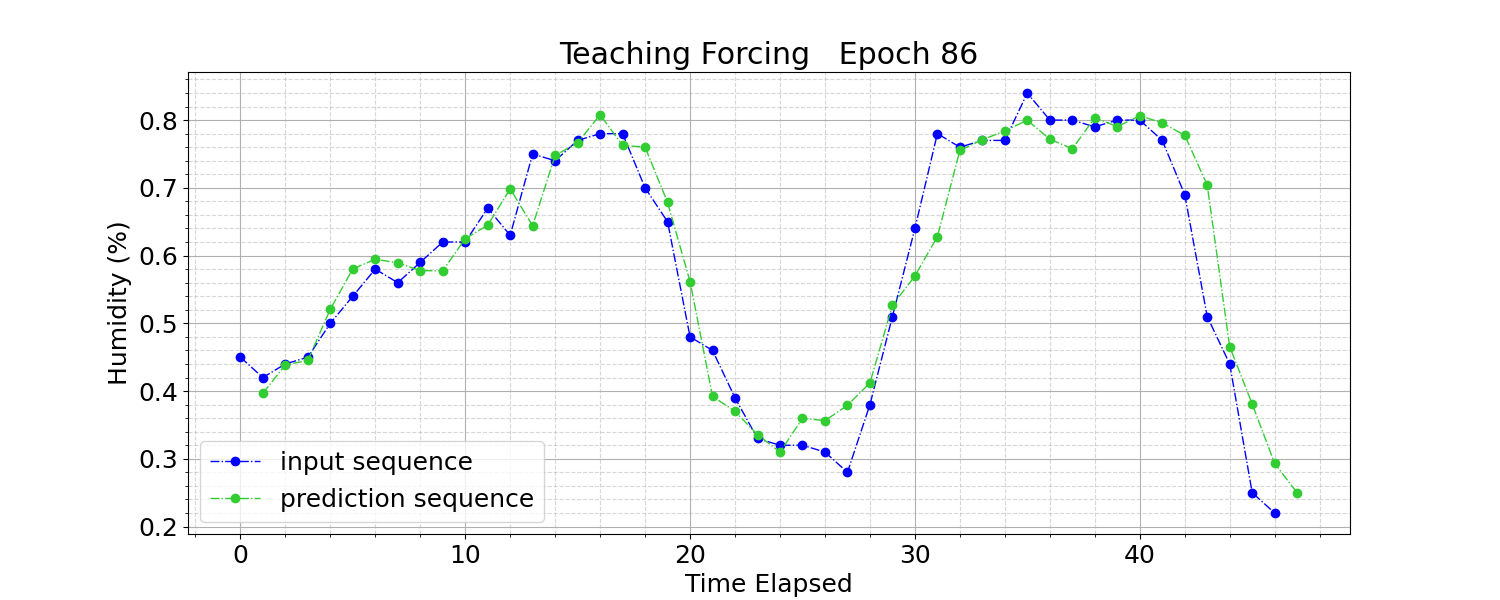 Teaching Forcing   Epoch 86
Humidity (%)
0.8
0.7
0.6
0.5
0.4
0.3
0.2
input sequence
prediction sequence
0 10 20 30 40
Time Elapsed